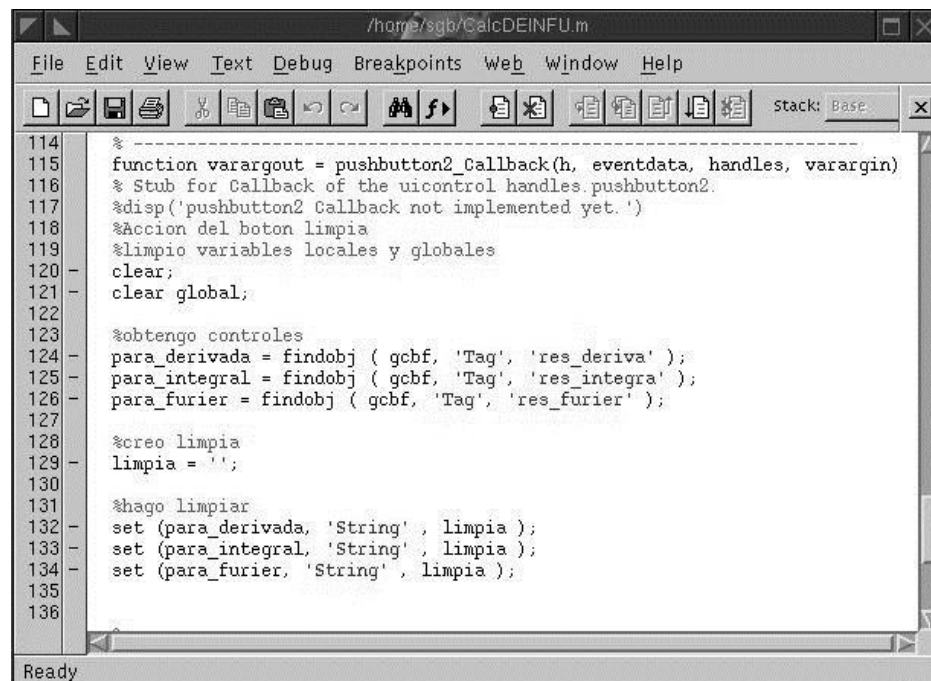 /home/sgb/CalcDEINFU.m
File Edit View Text Debug Breakpoints Web Window Help
Stack: Base
114 % -------------------------------------------------------------------
115 function varargout = pushbutton2_Callback(h, eventdata, handles, varargin)
116 % Stub for Callback of the uicontrol handles.pushbutton2.
117 %disp('pushbutton2 Callback not implemented yet.')
118 %Accion del boton limpia
119 %limpio variables locales y globales
120 - clear;
121 - clear global;
122
123 %obtengo controles
124 - para_derivada = findobj ( gcbf, 'Tag', 'res_deriva' );
125 - para_integral = findobj ( gcbf, 'Tag', 'res_integra' );
126 - para_furier = findobj ( gcbf, 'Tag', 'res_furier' );
127
128 %creo limpia
129 - limpia = '';
130
131 %hago limpiar
132 - set (para_derivada, 'String' , limpia );
133 - set (para_integral, 'String' , limpia );
134 - set (para_furier, 'String' , limpia );
135
136
Ready